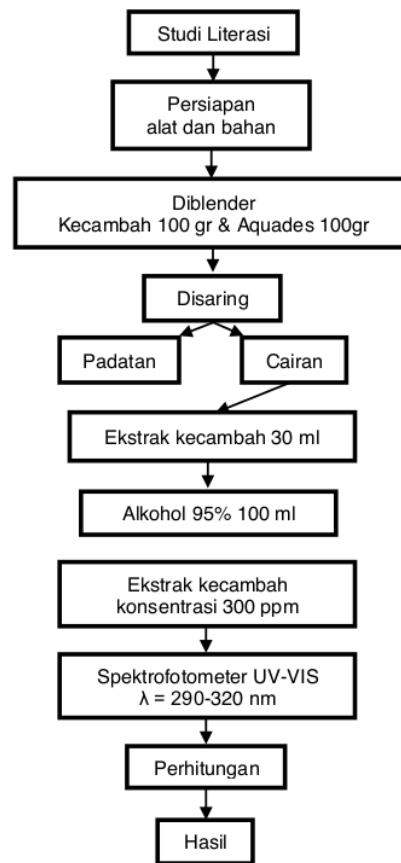 Studi Literasi
Persiapan
alat dan bahan
Diblender
Kecambah 100 gr & Aquades 100gr
Disaring
Padatan
Cairan
Ekstrak kecambah 30 ml
Alkohol 95% 100 ml
Ekstrak kecambah
konsentrasi 300 ppm
Spektrofotometer UV-VIS
λ = 290-320 nm
Perhitungan
Hasil